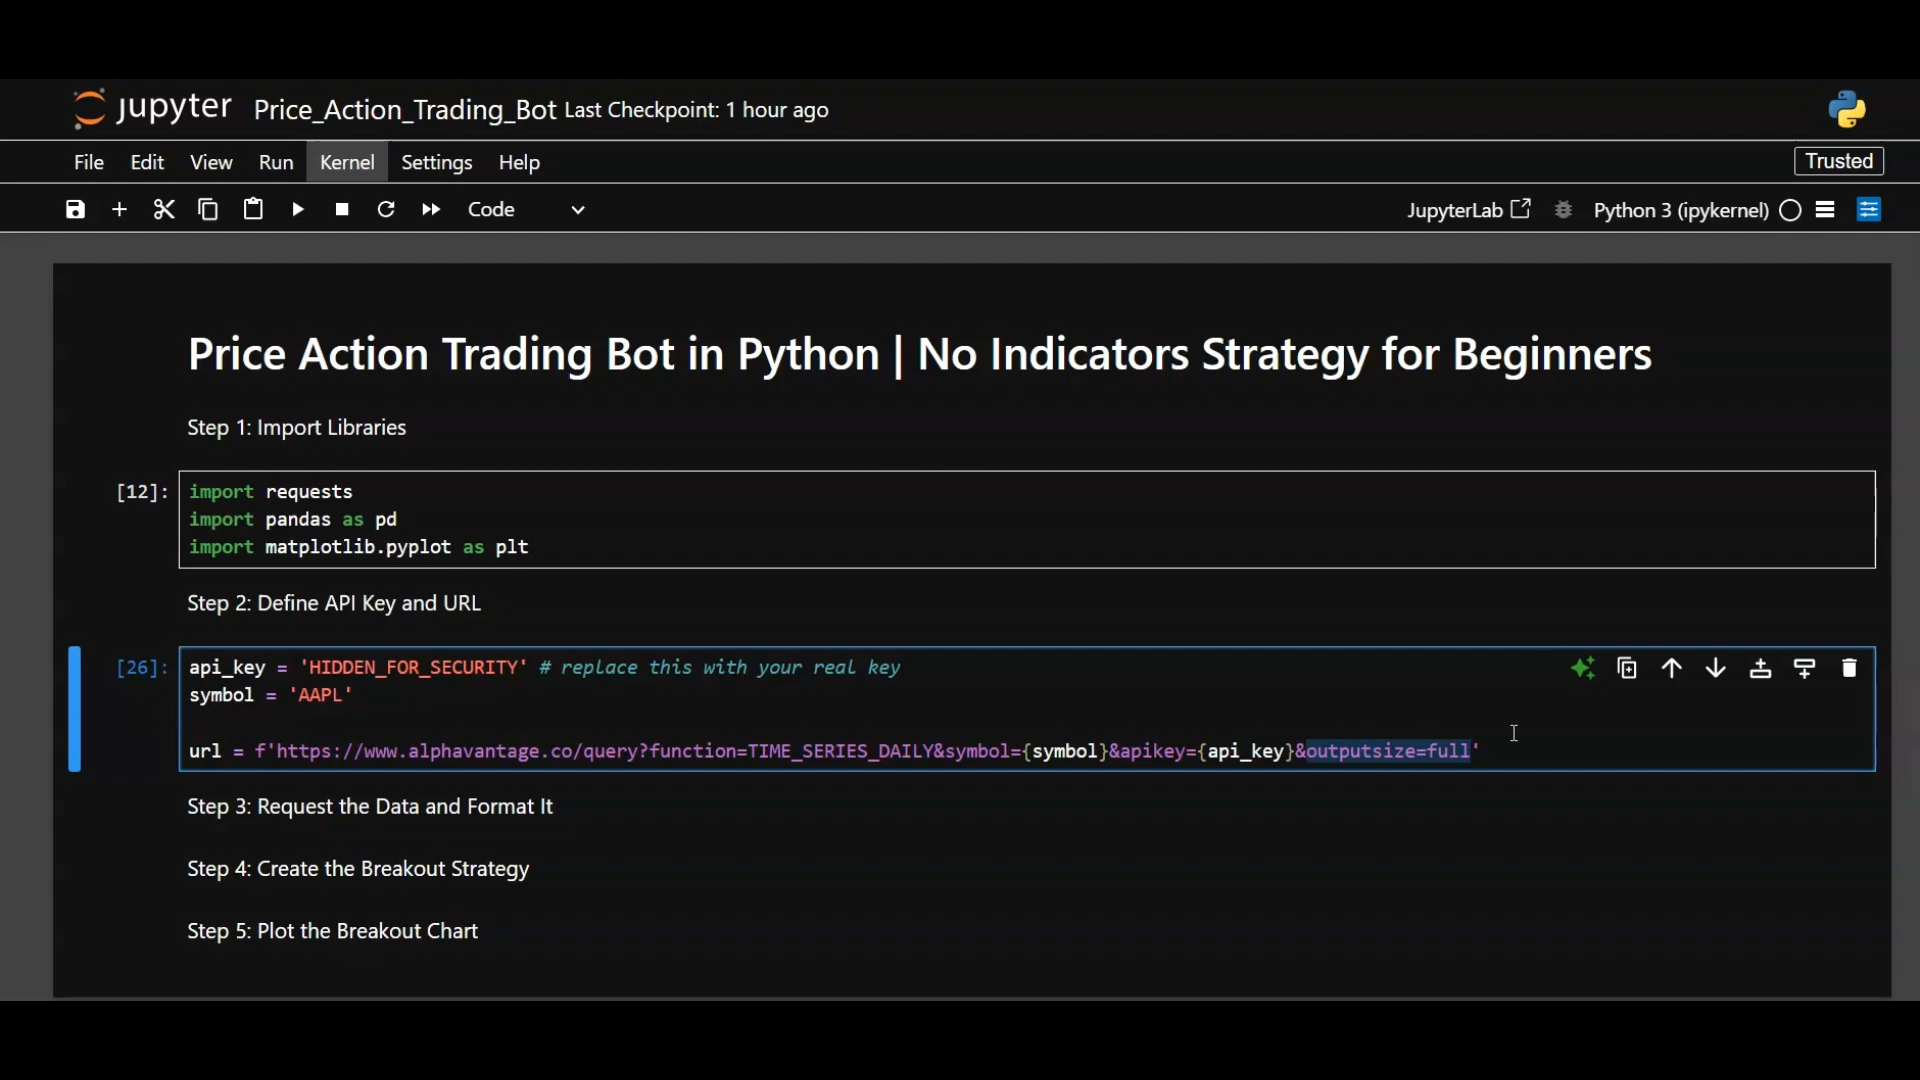 jupyter Price_Action_Trading_Bot Last Checkpoint: 1 hour ago
File Edit View Run Kernel Settings Help Trusted
Code JupyterLab Python 3 (ipykernel)
Price Action Trading Bot in Python | No Indicators Strategy for Beginners
Step 1: Import Libraries
[12]: import requests
import pandas as pd
import matplotlib.pyplot as plt
Step 2: Define API Key and URL
[26]: api_key = 'HIDDEN_FOR_SECURITY' # replace this with your real key
symbol = 'AAPL'
url = f'https://www.alphavantage.co/query?function=TIME_SERIES_DAILY&symbol={symbol}&apikey={api_key}&outputsize=full'
Step 3: Request the Data and Format It
Step 4: Create the Breakout Strategy
Step 5: Plot the Breakout Chart